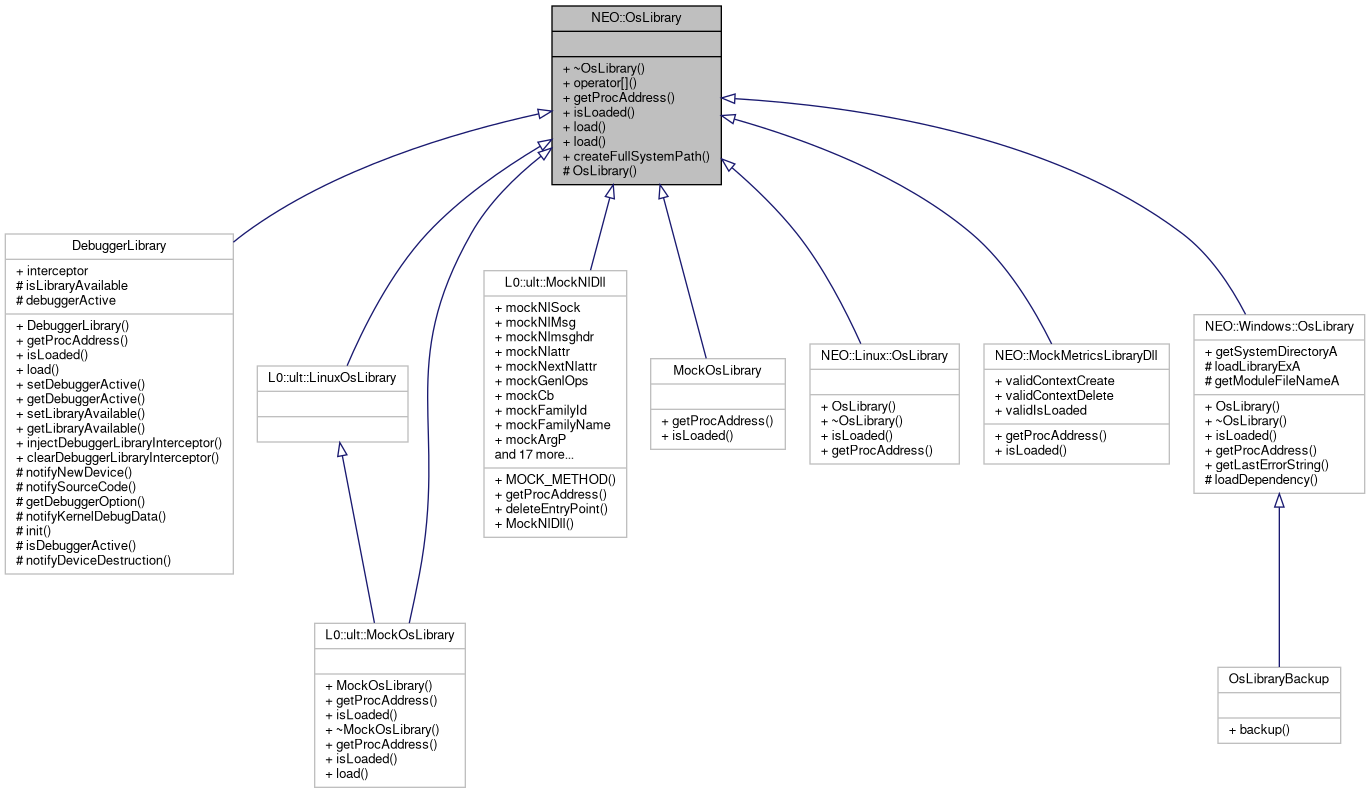 NEO::OsLibrary
+ ~OsLibrary()
+ operator[]()
+ getProcAddress()
+ isLoaded()
+ load()
+ load()
+ createFullSystemPath()
# OsLibrary()
DebuggerLibrary
+ interceptor
# isLibraryAvailable
# debuggerActive
+ DebuggerLibrary()
+ getProcAddress()
+ isLoaded()
+ load()
+ setDebuggerActive()
+ getDebuggerActive()
+ setLibraryAvailable()
+ getLibraryAvailable()
+ injectDebuggerLibraryInterceptor()
+ clearDebuggerLibraryInterceptor()
# notifyNewDevice()
# notifySourceCode()
# getDebuggerOption()
# notifyKernelDebugData()
# init()
# isDebuggerActive()
# notifyDeviceDestruction()
L0::ult::LinuxOsLibrary
L0::ult::MockNlDll
+ mockNlSock
+ mockNlMsg
+ mockNlmsghdr
+ mockNlattr
+ mockNextNlattr
+ mockGenlOps
+ mockCb
+ mockFamilyId
+ mockFamilyName
+ mockArgP
and 17 more...
+ MOCK_METHOD()
+ getProcAddress()
+ deleteEntryPoint()
+ MockNlDll()
MockOsLibrary
+ getProcAddress()
+ isLoaded()
NEO::Linux::OsLibrary
+ OsLibrary()
+ ~OsLibrary()
+ isLoaded()
+ getProcAddress()
NEO::MockMetricsLibraryDll
+ validContextCreate
+ validContextDelete
+ validIsLoaded
+ getProcAddress()
+ isLoaded()
NEO::Windows::OsLibrary
+ getSystemDirectoryA
# loadLibraryExA
# getModuleFileNameA
+ OsLibrary()
+ ~OsLibrary()
+ isLoaded()
+ getProcAddress()
+ getLastErrorString()
# loadDependency()
L0::ult::MockOsLibrary
+ MockOsLibrary()
+ getProcAddress()
+ isLoaded()
+ ~MockOsLibrary()
+ getProcAddress()
+ isLoaded()
+ load()
OsLibraryBackup
+ backup()